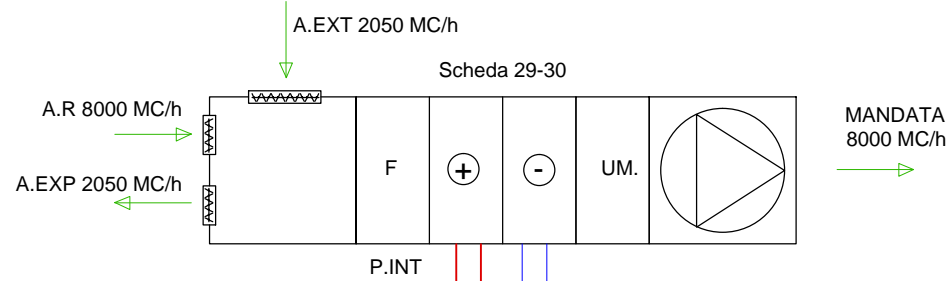 A.EXT 2050 MC/h
Scheda 29-30
A.R 8000 MC/h
MANDATA
8000 MC/h
A.EXP 2050 MC/h
F
+
-
UM.
P.INT